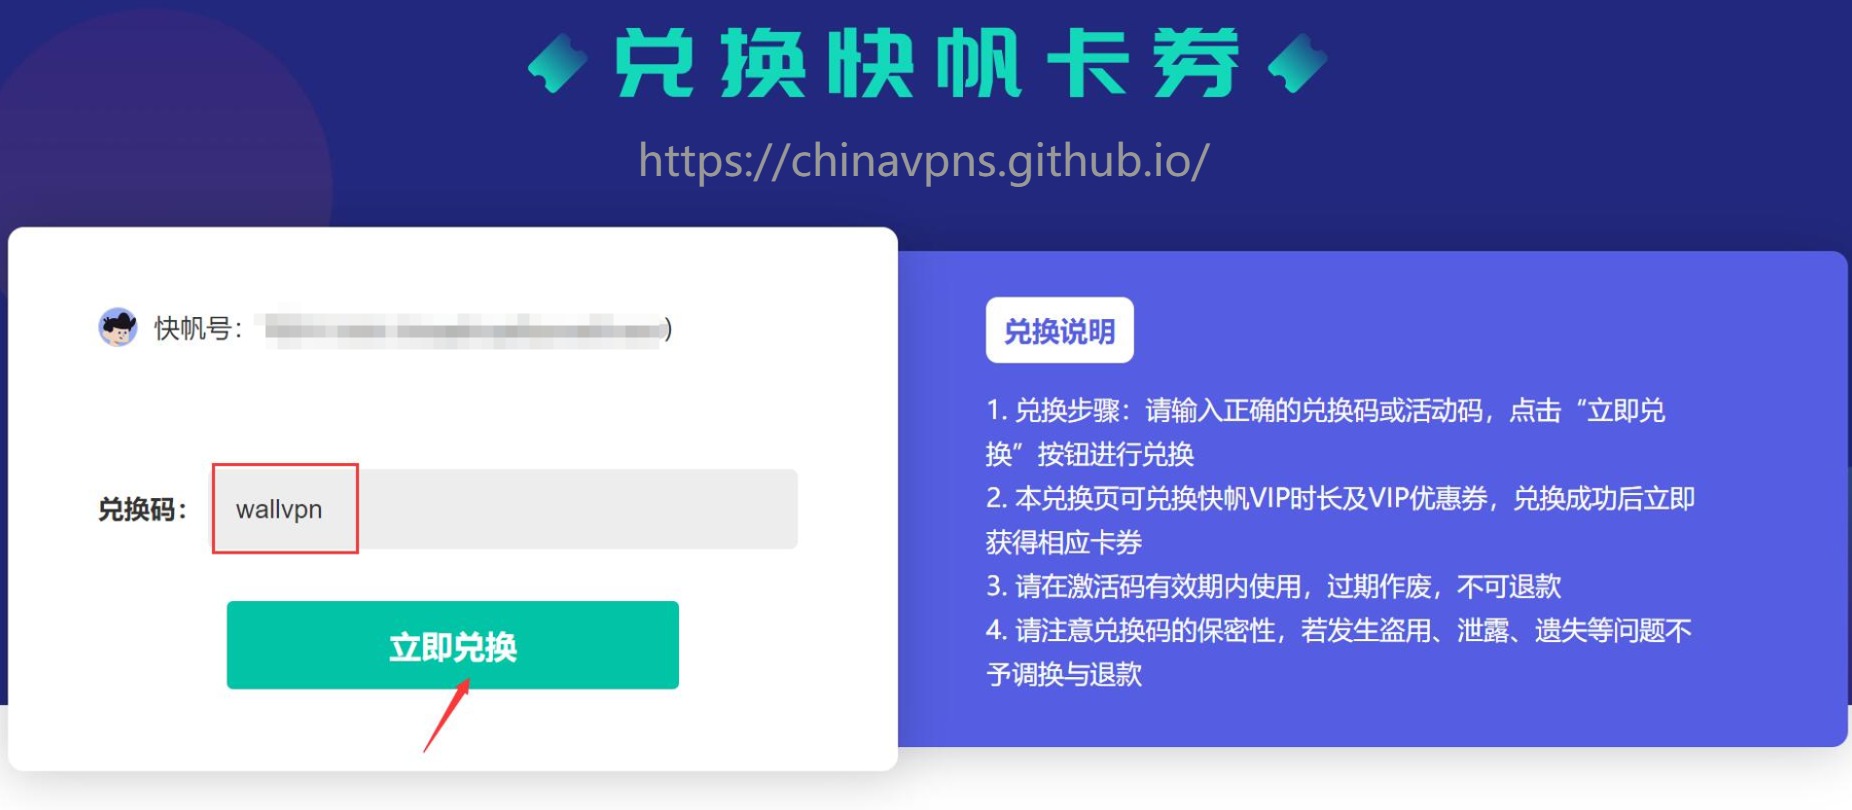 兑换快帆卡券
https://chinavpns.github.io/
快帆号： )
兑换码： wallvpn
立即兑换
兑换说明
1. 兑换步骤：请输入正确的兑换码或活动码，点击“立即兑
换”按钮进行兑换
2. 本兑换页可兑换快帆VIP时长及VIP优惠券，兑换成功后立即
获得相应卡券
3. 请在激活码有效期内使用，过期作废，不可退款
4. 请注意兑换码的保密性，若发生盗用、泄露、遗失等问题不
予调换与退款